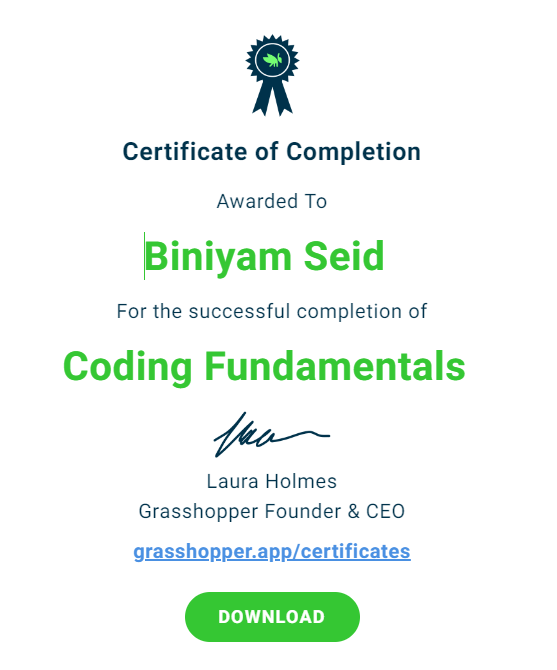 Certificate of Completion
Awarded To
Biniyam Seid
For the successful completion of
Coding Fundamentals
Laura Holmes
Grasshopper Founder & CEO
grasshopper.app/certificates
DOWNLOAD